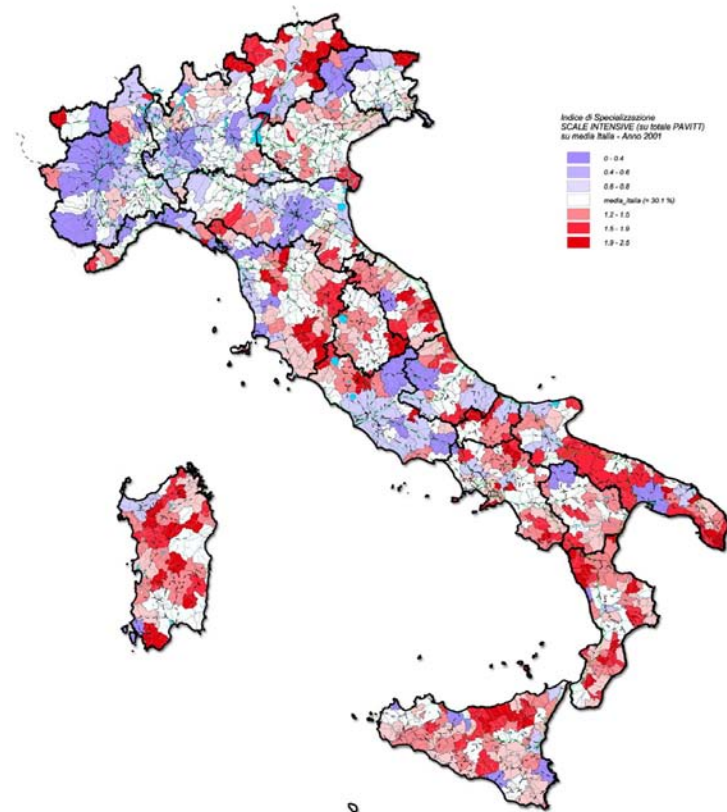 Indice di Specializzazione
SCALE INTENSIVE (su totale PAVITT)
su media Italia - Anno 2001
0 - 0.4
0.4 - 0.6
0.6 - 0.8
media_Italia (= 30.1 %)
1.2 - 1.5
1.5 - 1.9
1.9 - 2.5